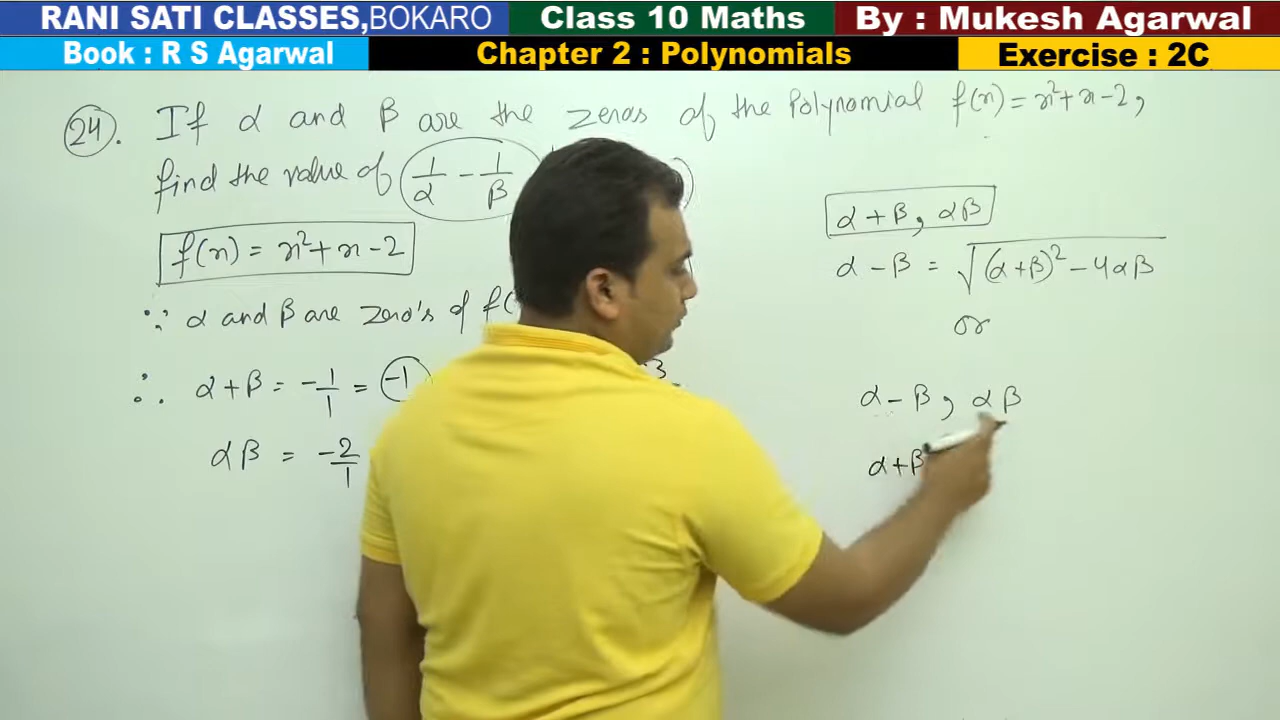 RANI SATI CLASSES,BOKARO
Class 10 Maths
By : Mukesh Agarwal
Book : R S Agarwal
Chapter 2 : Polynomials
Exercise : 2C
24. If α and β are the zeros of the Polynomial f(x) = x²+x-2,
find the value of 1/α - 1/β
f(x) = x²+x-2
∵ α and β are zero's of f(
∴ α+β = -1/1 = -1
3
αβ = -2/1
α+β, αβ
α-β = √(α+β)²-4αβ
or
α-β, αβ
α+β